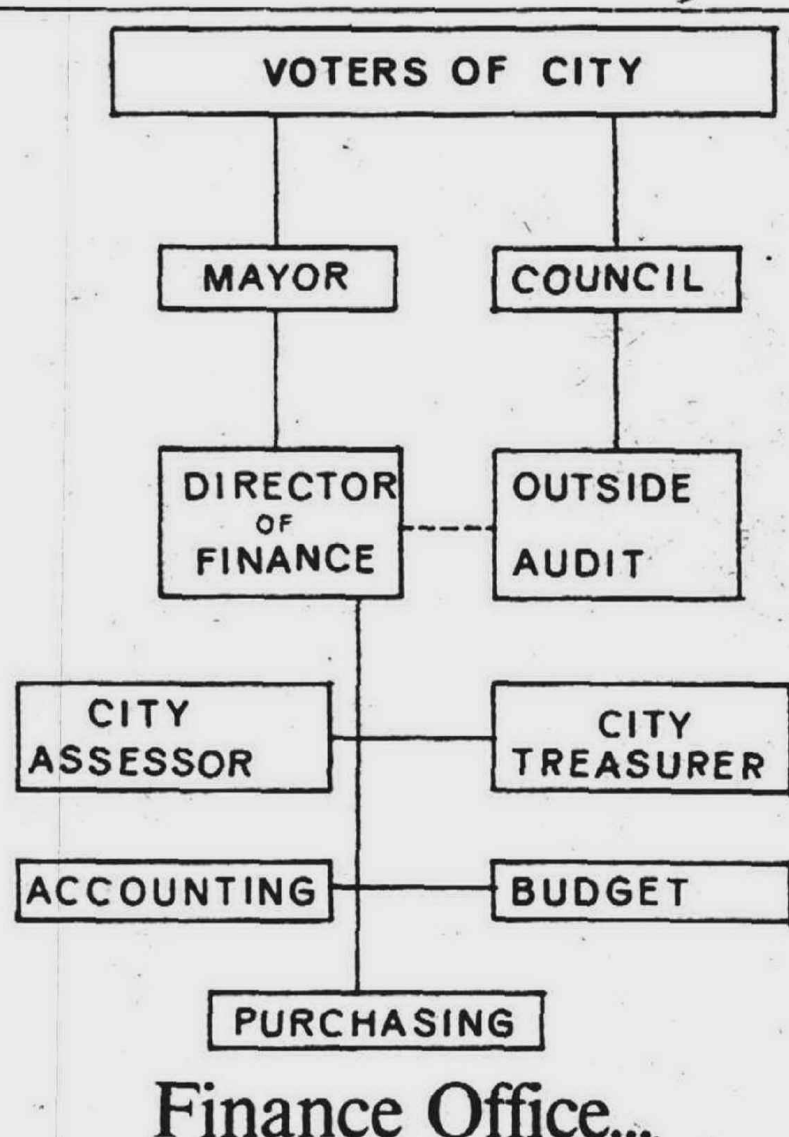 VOTERS OF CITY
MAYOR
COUNCIL
DIRECTOR
OF
FINANCE
OUTSIDE
AUDIT
CITY
ASSESSOR
CITY
TREASURER
ACCOUNTING
BUDGET
PURCHASING
Finance Office...